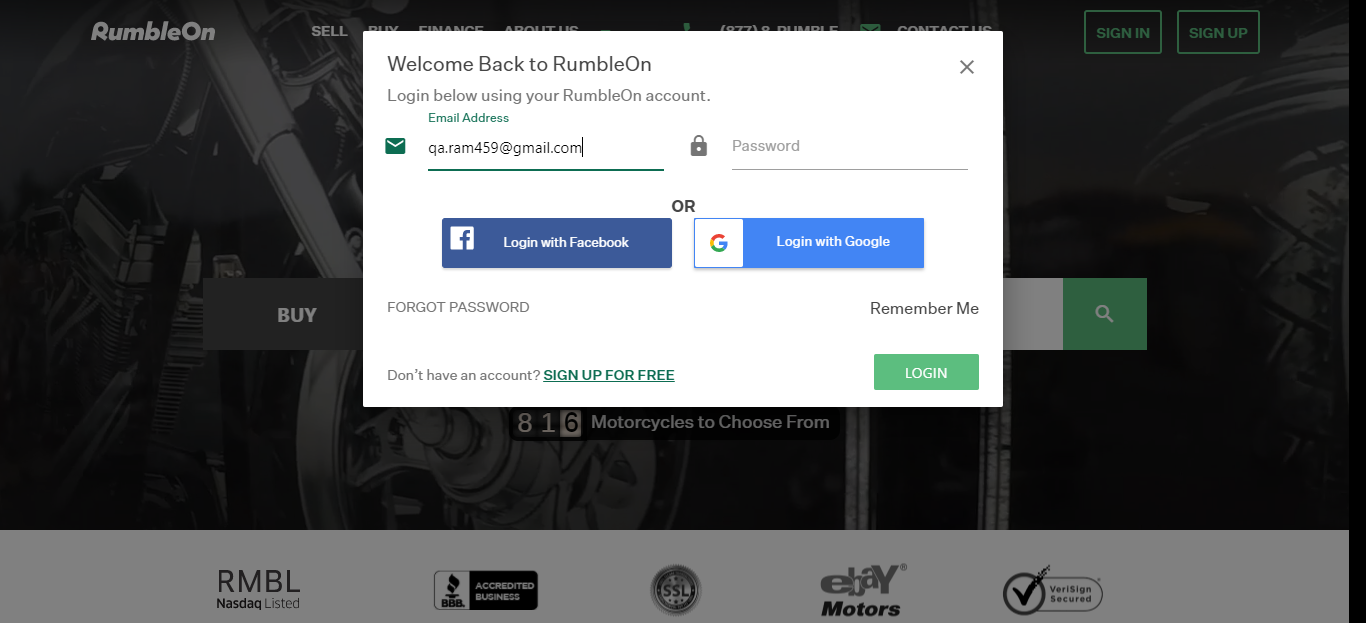 RumbleOn
SELL BUY FINANCE ABOUT US (877) 8-RUMBLE CONTACT US
SIGN IN SIGN UP
Welcome Back to RumbleOn
Login below using your RumbleOn account.
Email Address
qa.ram459@gmail.com Password
OR
Login with Facebook Login with Google
FORGOT PASSWORD Remember Me
BUY
Don't have an account? SIGN UP FOR FREE LOGIN
816 Motorcycles to Choose From
RMBL
Nasdaq Listed
BBB.
ACCREDITED
BUSINESS
SSL
ebaY®
Motors
VeriSign
Secured